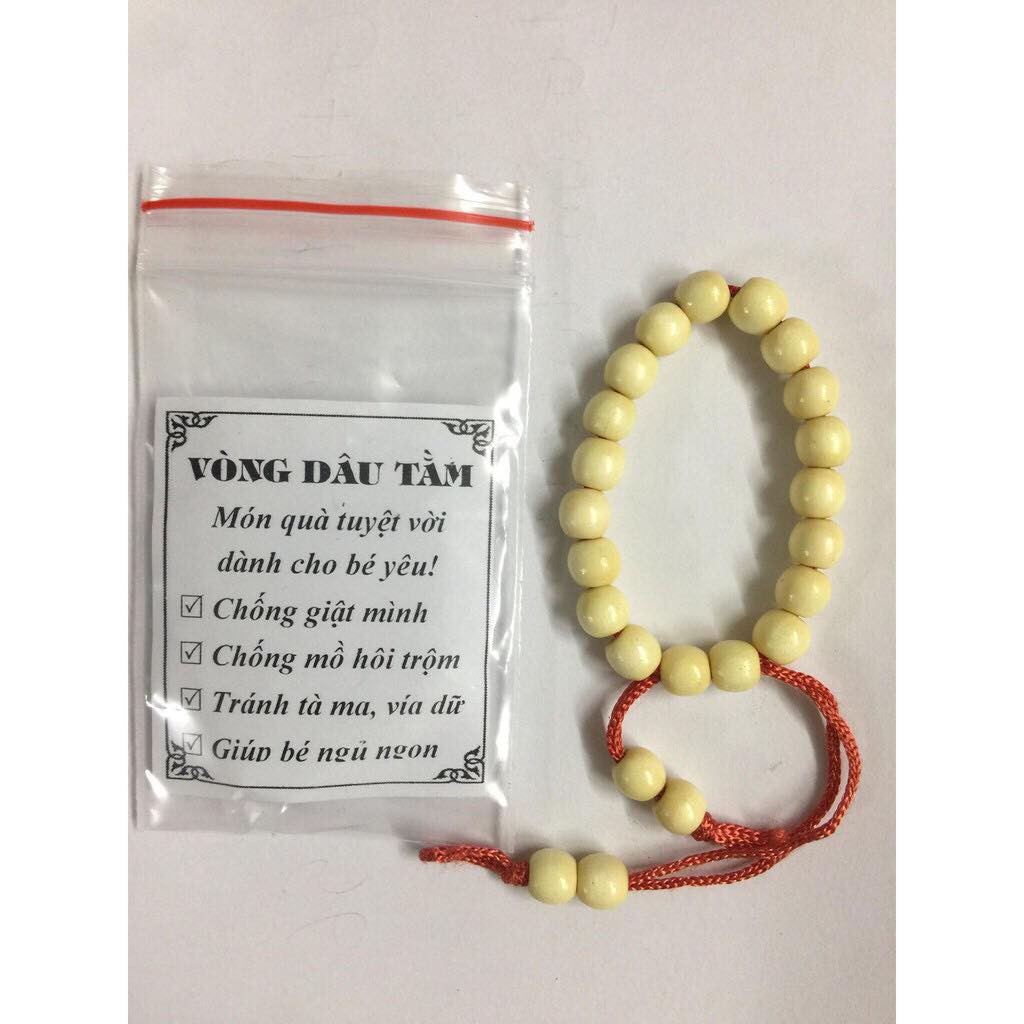 VÒNG DÂU TẰM
Món quà tuyệt vời
dành cho bé yêu!
☑ Chống giật mình
☑ Chống mồ hôi trộm
☑ Tránh tà ma, vía dữ
☑ Giúp bé ngủ ngon